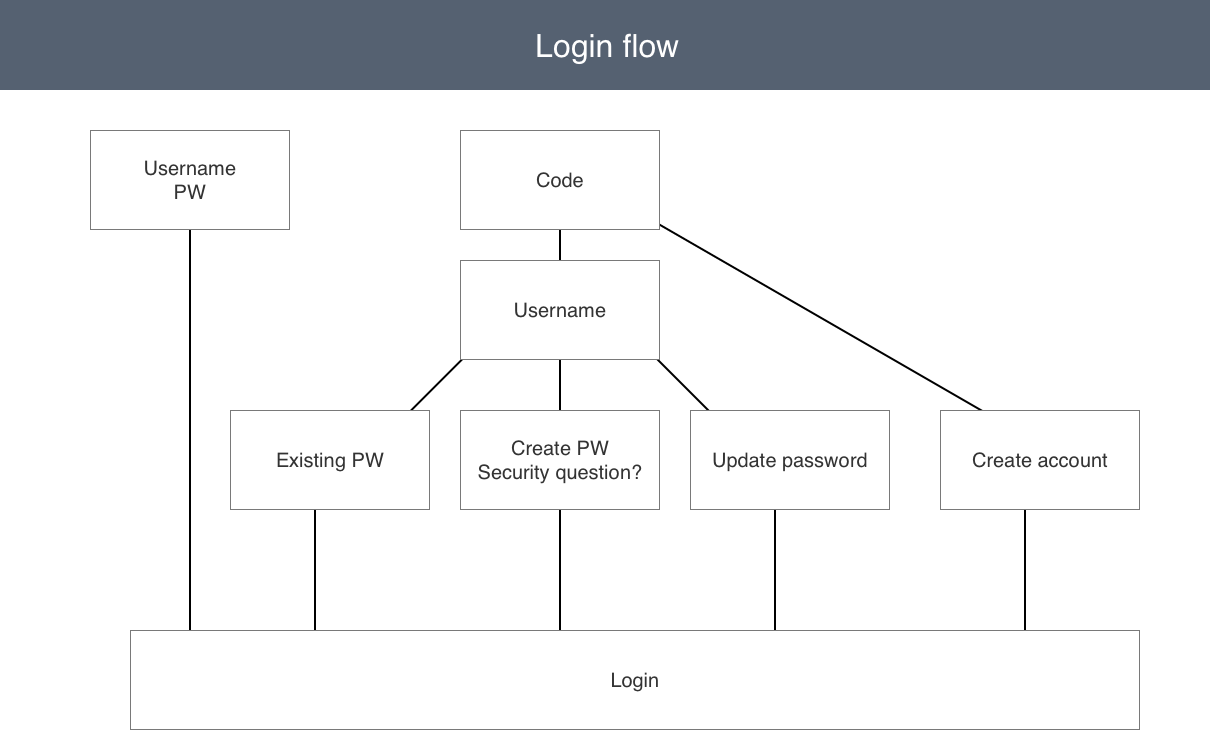 Login flow
Username
PW
Code
Username
Existing PW
Create PW
Security question?
Update password
Create account
Login